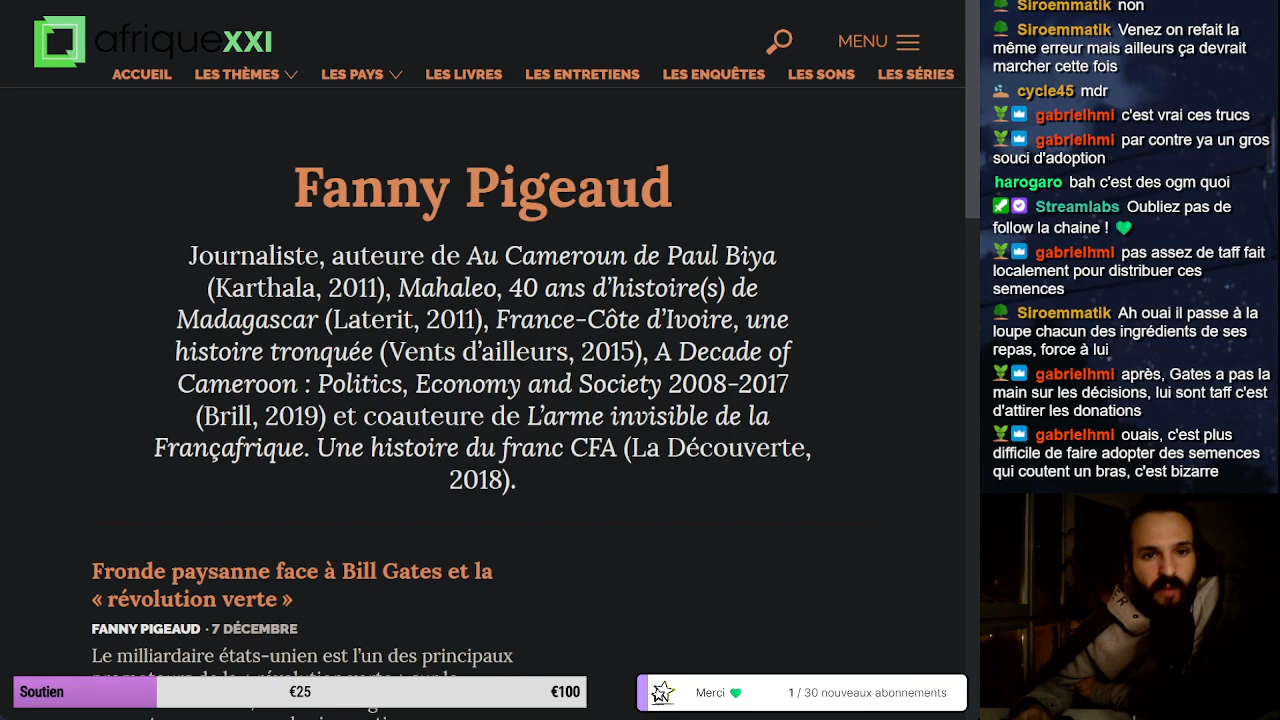 afriquexxi
MENU
ACCUEIL LES THÈMES LES PAYS LES LIVRES LES ENTRETIENS LES ENQUÊTES LES SONS LES SÉRIES
Fanny Pigeaud
Journaliste, auteure de Au Cameroun de Paul Biya
(Karthala, 2011), Mahaleo, 40 ans d’histoire(s) de
Madagascar (Laterit, 2011), France-Côte d’Ivoire, une
histoire tronquée (Vents d’ailleurs, 2015), A Decade of
Cameroon : Politics, Economy and Society 2008-2017
(Brill, 2019) et coauteure de L’arme invisible de la
Françafrique. Une histoire du franc CFA (La Découverte,
2018).
Fronde paysanne face à Bill Gates et la
« révolution verte »
FANNY PIGEAUD · 7 DÉCEMBRE
Le milliardaire états-unien est l’un des principaux
Soutien €25 €100
Merci 1 / 30 nouveaux abonnements
Siroemmatik non
Siroemmatik Venez on refait la
même erreur mais ailleurs ça devrait
marcher cette fois
cycle45 mdr
gabrielhmi c'est vrai ces trucs
gabrielhmi par contre ya un gros
souci d'adoption
harogaro bah c'est des ogm quoi
Streamlabs Oubliez pas de
follow la chaine !
gabrielhmi pas assez de taff fait
localement pour distribuer ces
semences
Siroemmatik Ah ouai il passe à la
loupe chacun des ingrédients de ses
repas, force à lui
gabrielhmi après, Gates a pas la
main sur les décisions, lui sont taff c'est
d'attirer les donations
gabrielhmi ouais, c'est plus
difficile de faire adopter des semences
qui coutent un bras, c'est bizarre